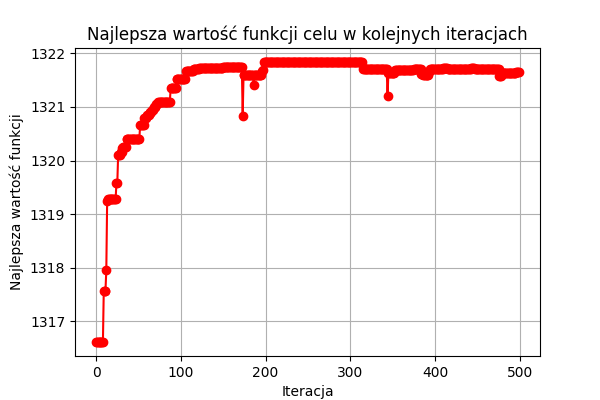 Najlepsza wartość funkcji celu w kolejnych iteracjach
1322
1321
1320
1319
1318
1317
Najlepsza wartość funkcji
0 100 200 300 400 500
Iteracja